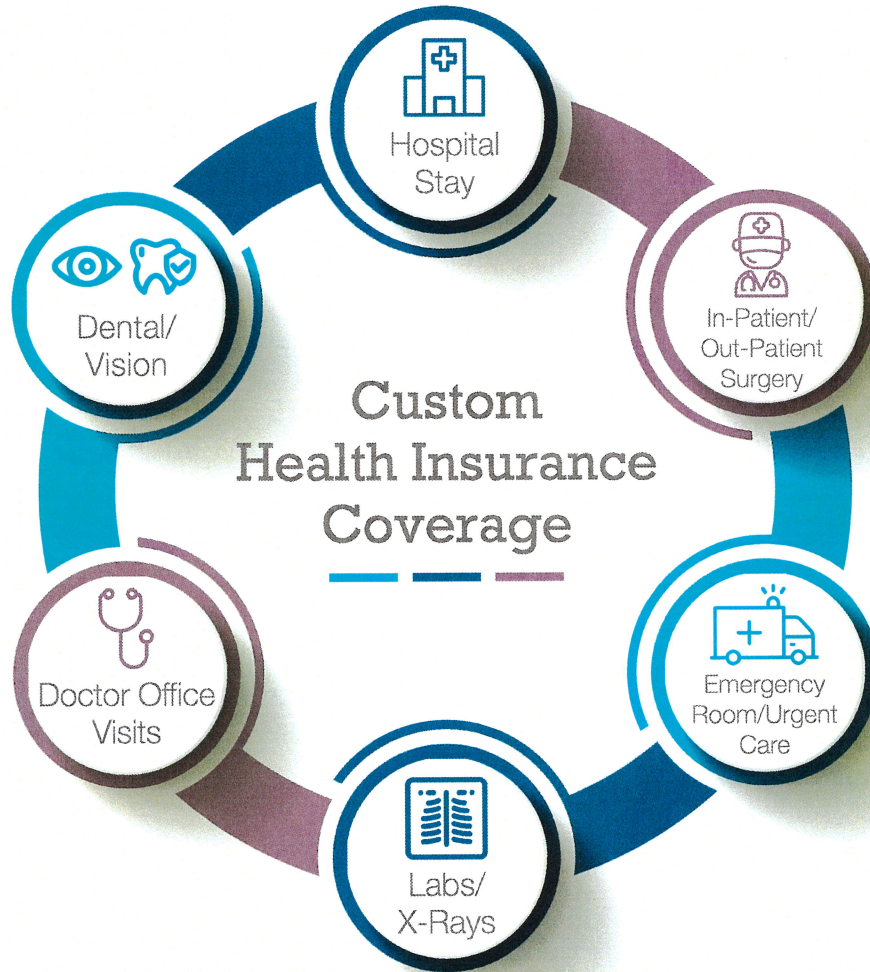 Hospital
Stay
In-Patient/
Out-Patient
Surgery
Emergency
Room/Urgent
Care
Labs/
X-Rays
Doctor Office
Visits
Dental/
Vision
Custom
Health Insurance
Coverage